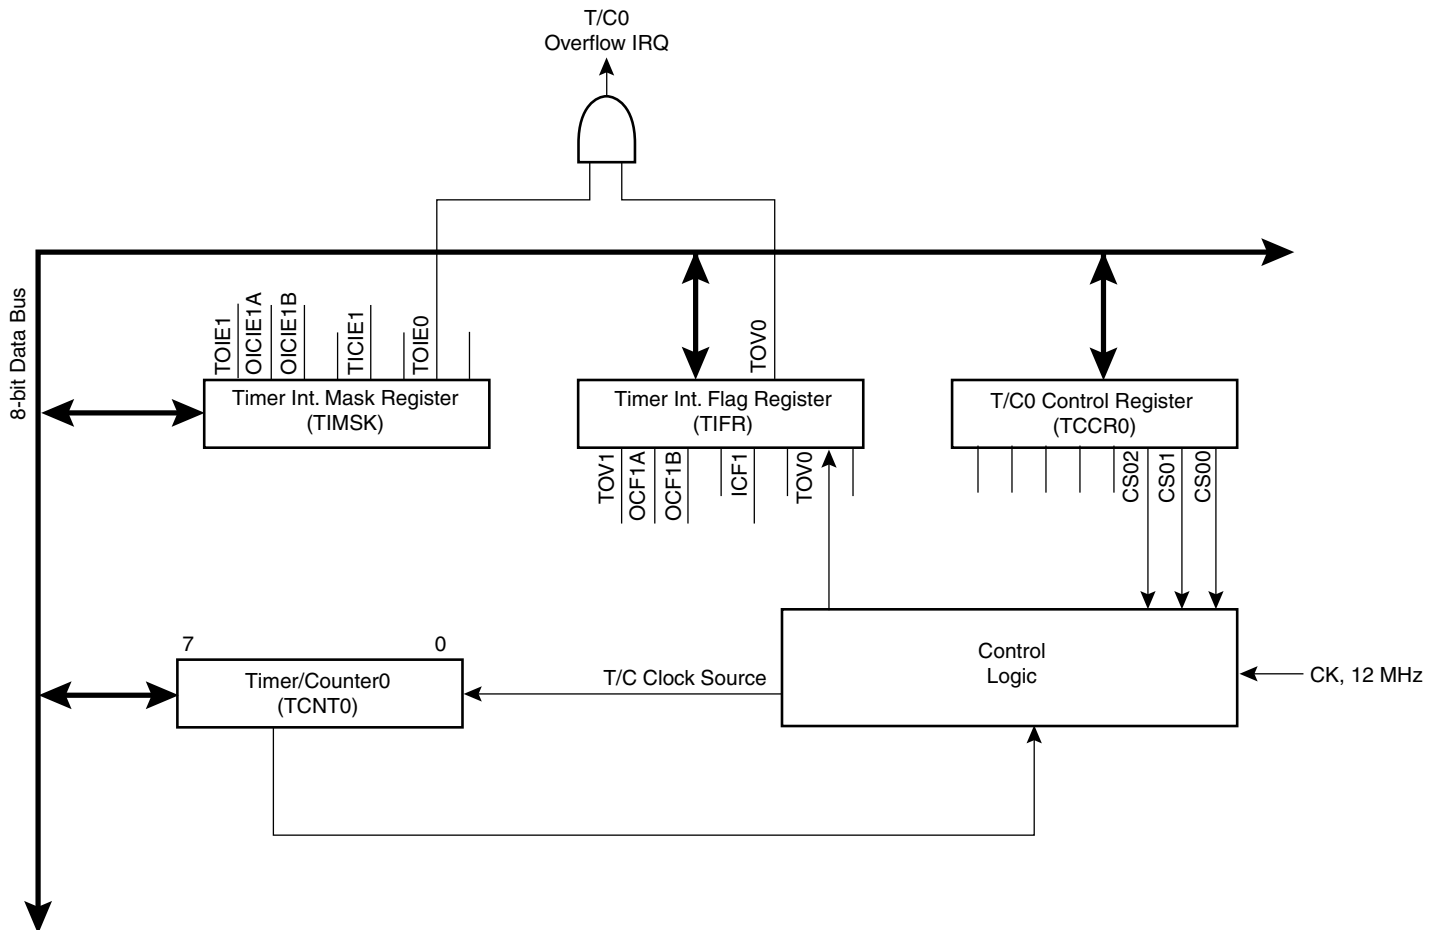 T/C0
Overflow IRQ
8-bit Data Bus
TOIE1
OICIE1A
OICIE1B
TICIE1
TOIE0
TOV0
Timer Int. Mask Register
(TIMSK)
Timer Int. Flag Register
(TIFR)
T/C0 Control Register
(TCCR0)
TOV1
OCF1A
OCF1B
ICF1
TOV0
CS02
CS01
CS00
7
0
Timer/Counter0
(TCNT0)
T/C Clock Source
Control
Logic
CK, 12 MHz